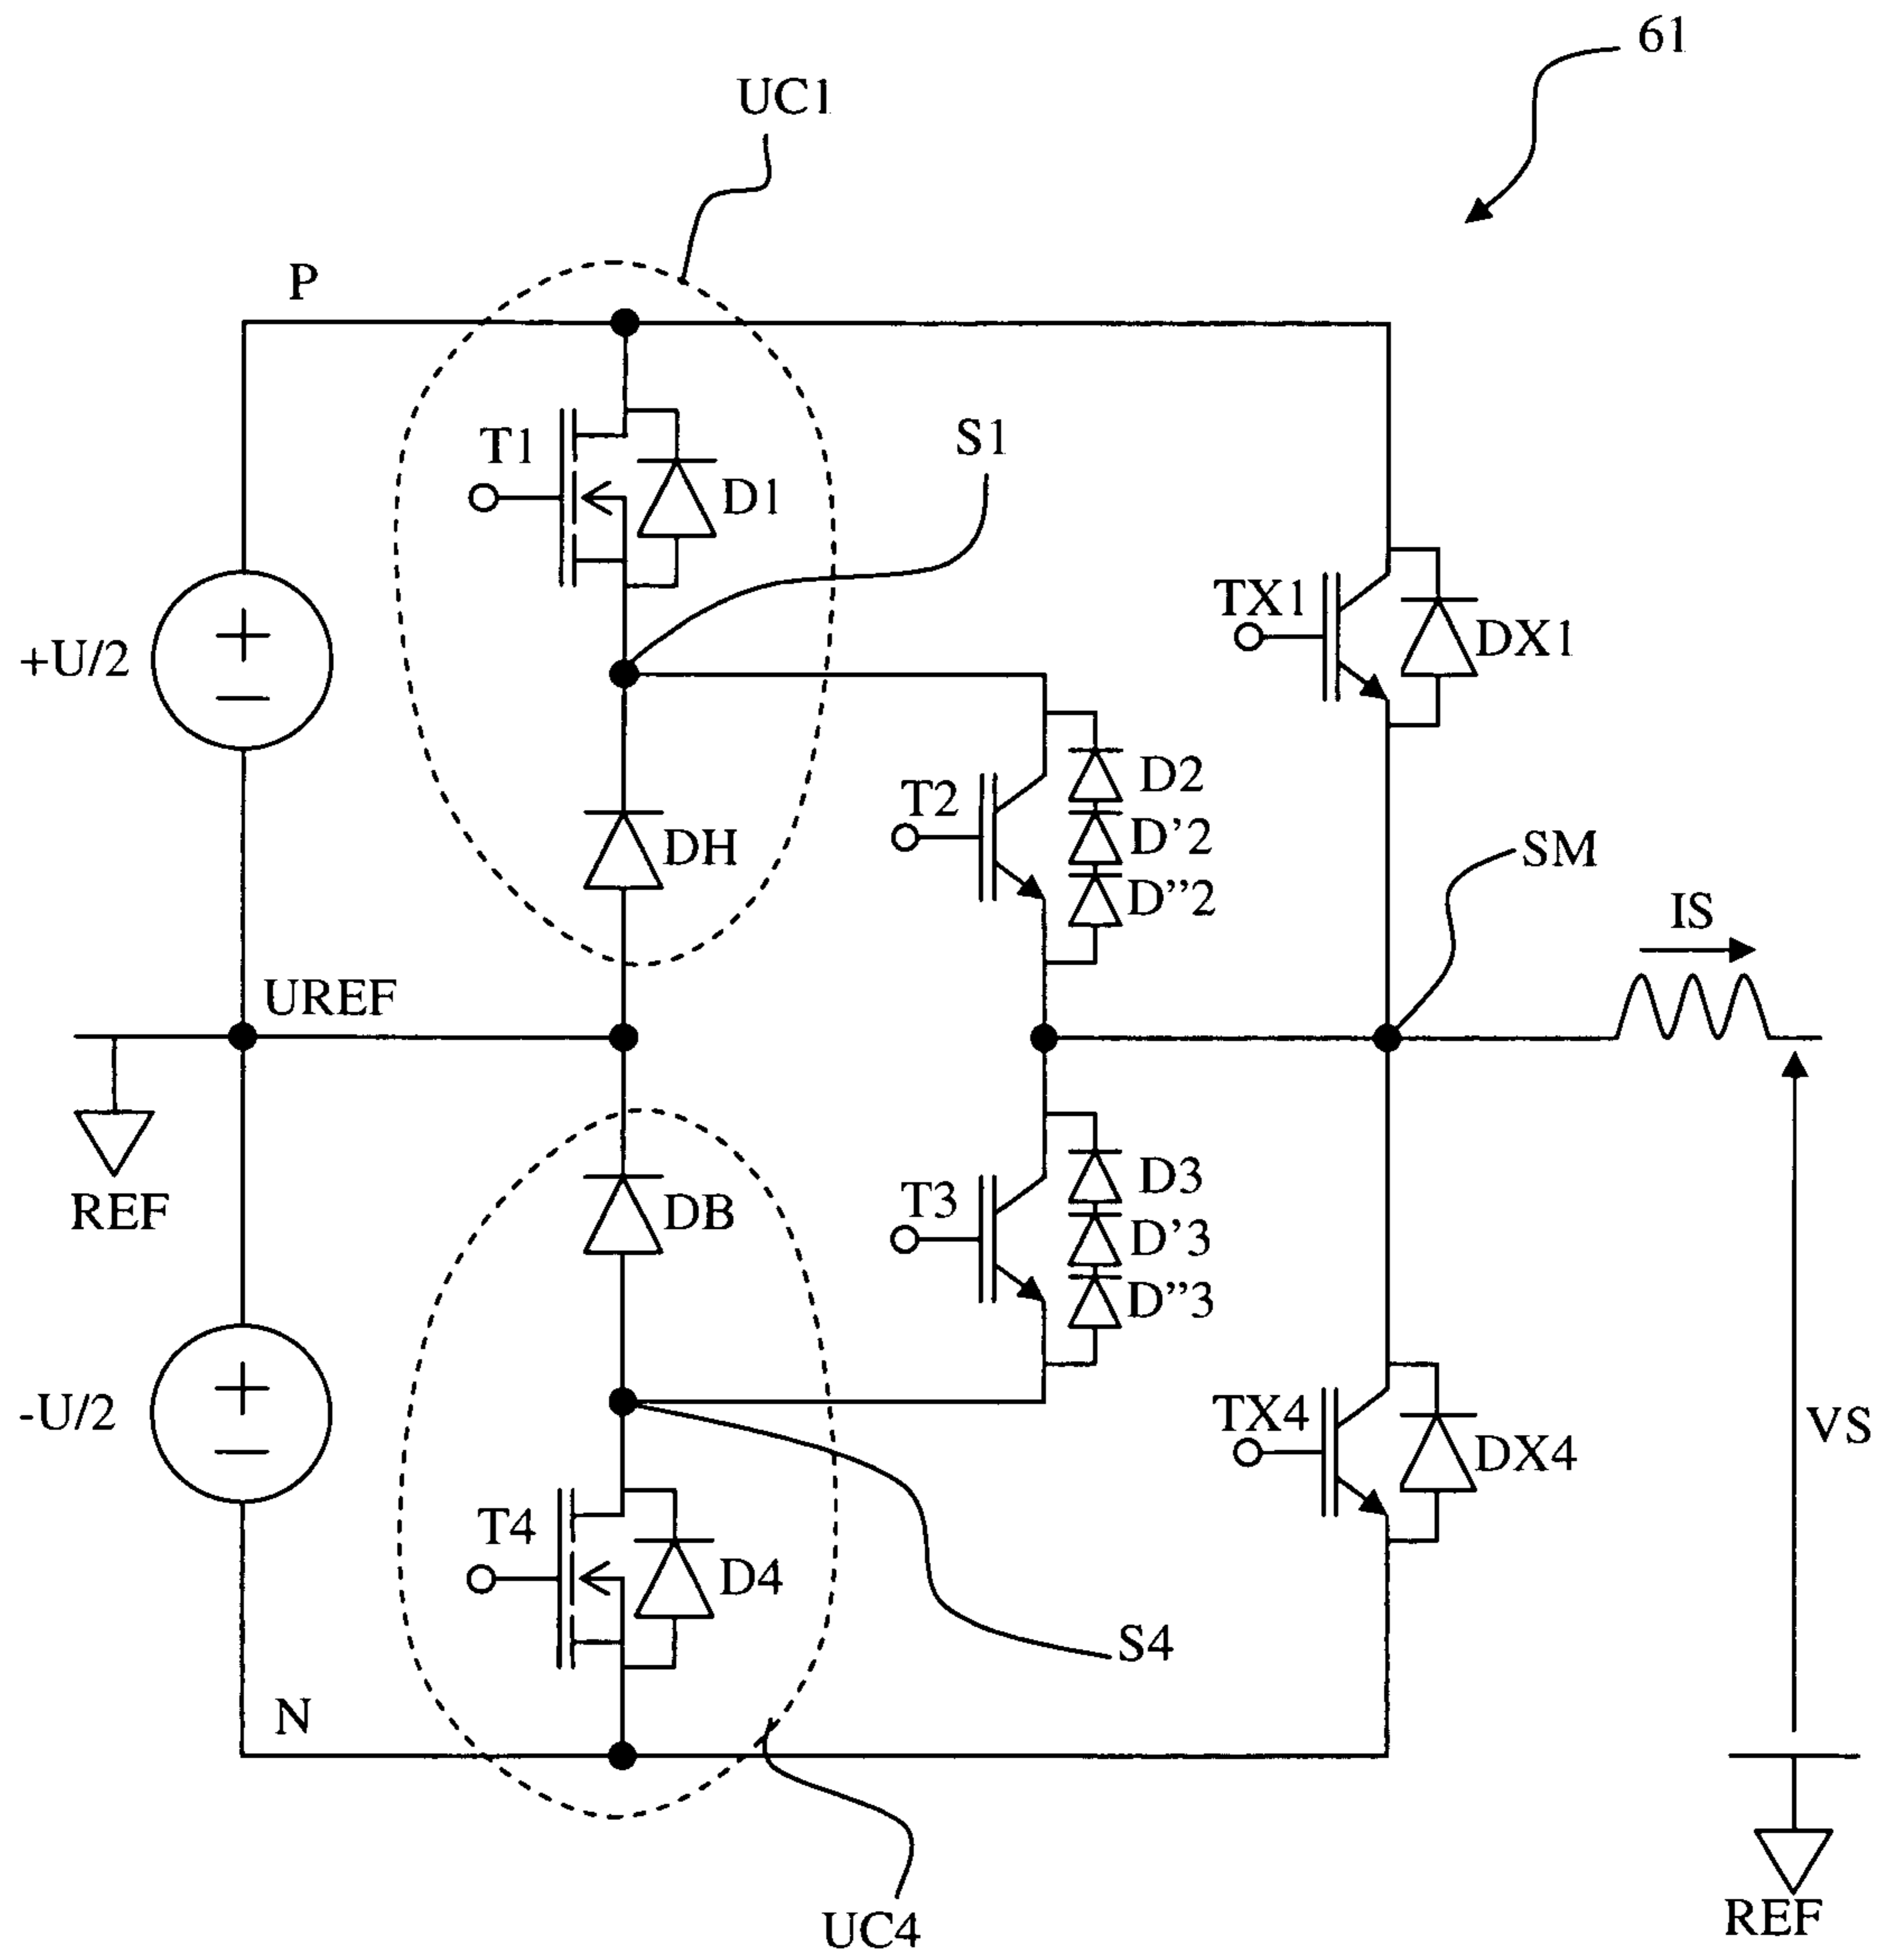 61
UC1
P
T1
D1
S1
TX1
DX1
+U/2
+
−
T2
D2
D’2
D”2
DH
SM
IS
UREF
REF
DB
T3
D3
D’3
D”3
-U/2
+
−
TX4
DX4
VS
T4
D4
S4
N
UC4
REF